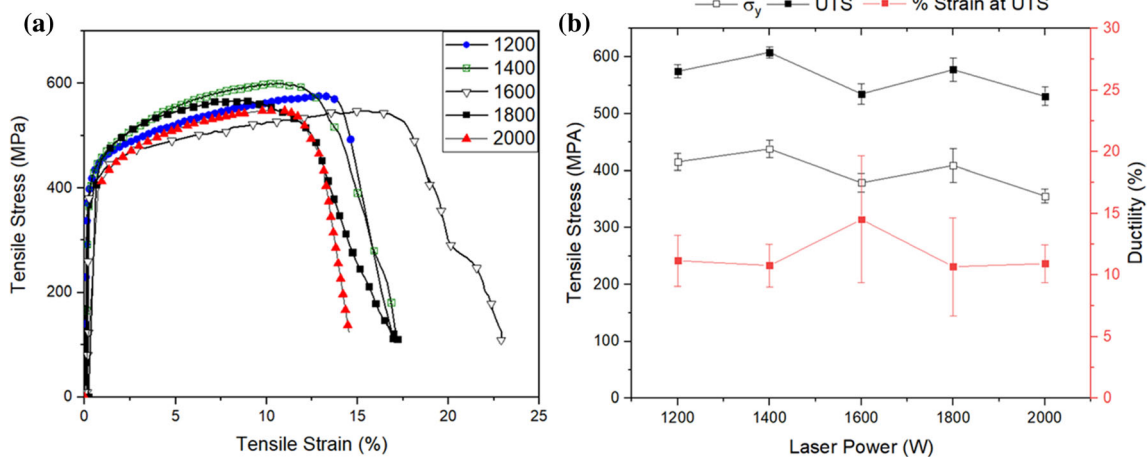 (a)
Tensile Stress (MPa)
600
400
200
0
0 5 10 15 20 25
Tensile Strain (%)
1200
1400
1600
1800
2000
(b)
σy UTS % Strain at UTS
Tensile Stress (MPA)
600
500
400
300
200
100
0
1200 1400 1600 1800 2000
Laser Power (W)
30
25
20
15
10
5
0
Ductility (%)